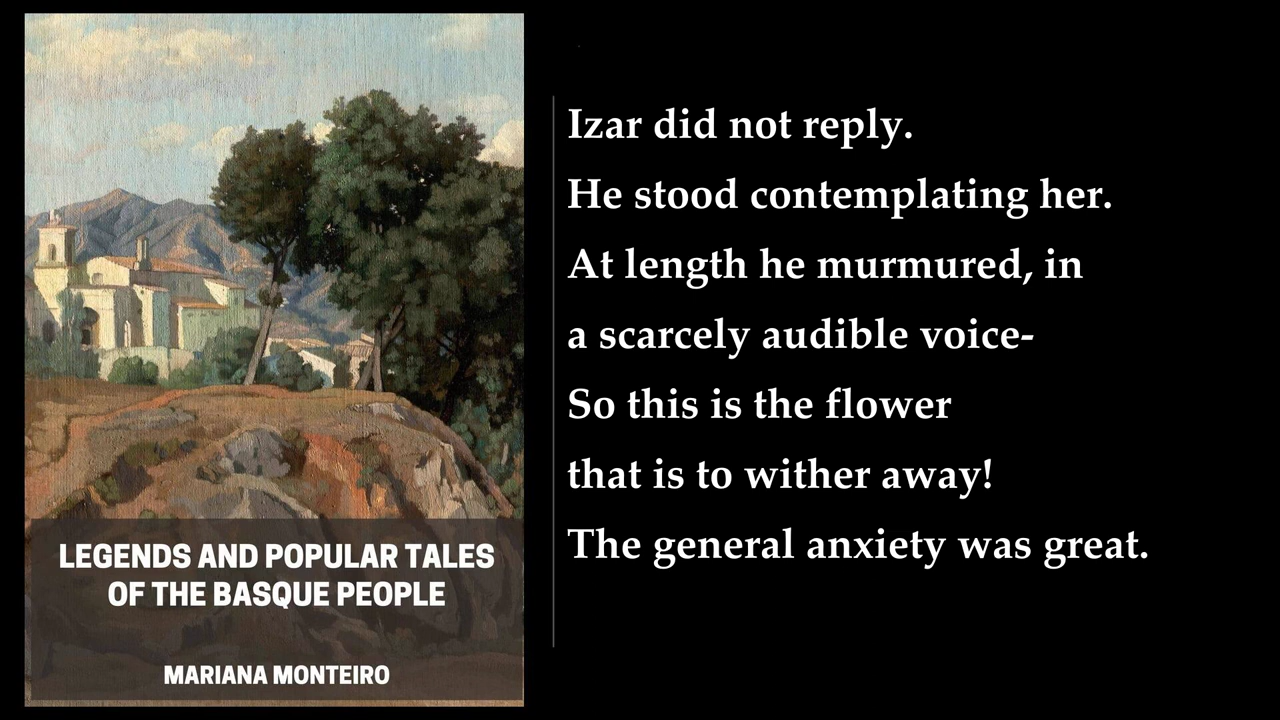 LEGENDS AND POPULAR TALES
OF THE BASQUE PEOPLE
MARIANA MONTEIRO
Izar did not reply.
He stood contemplating her.
At length he murmured, in
a scarcely audible voice-
So this is the flower
that is to wither away!
The general anxiety was great.